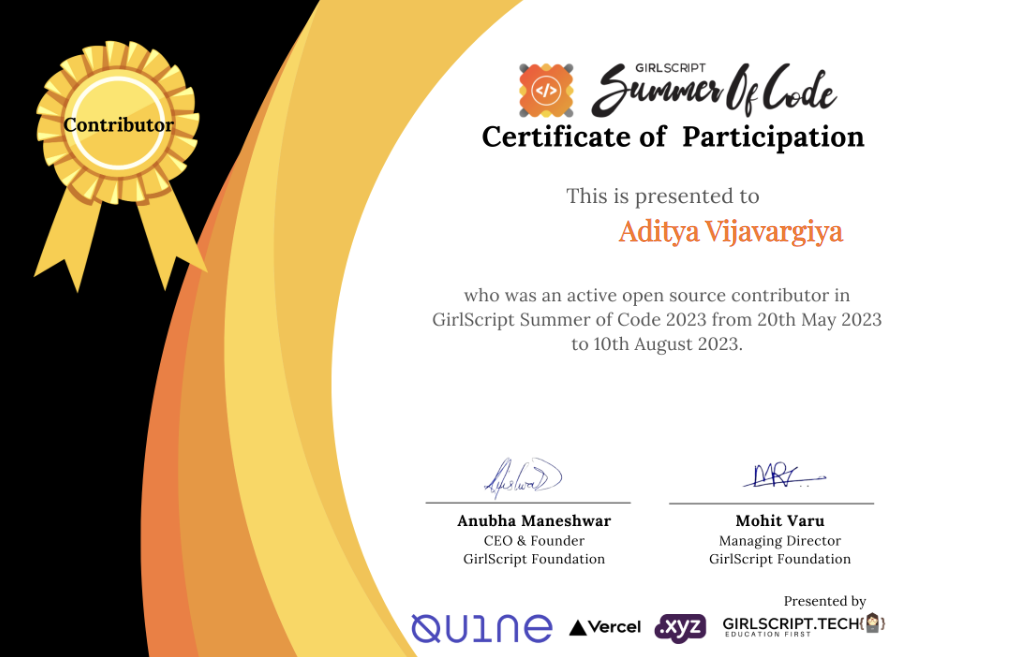 Contributor
GIRLSCRIPT
Summer Of Code
Certificate of Participation
This is presented to
Aditya Vijavargiya
who was an active open source contributor in
GirlScript Summer of Code 2023 from 20th May 2023
to 10th August 2023.
Anubha Maneshwar
CEO & Founder
GirlScript Foundation
Mohit Varu
Managing Director
GirlScript Foundation
Presented by
QUINE
Vercel
.xyz
GIRLSCRIPT.TECH{}
EDUCATION FIRST